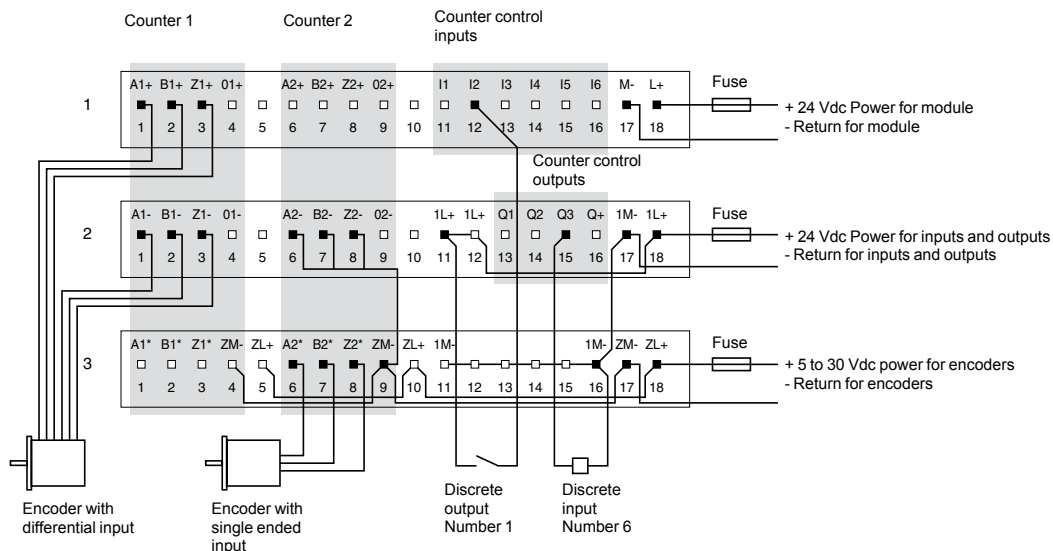 Counter 1 Counter 2 Counter control
inputs
A1+ B1+ Z1+ 01+ A2+ B2+ Z2+ 02+ I1 I2 I3 I4 I5 I6 M- L+ Fuse
1
1 2 3 4 5 6 7 8 9 10 11 12 13 14 15 16 17 18
+ 24 Vdc Power for module
- Return for module
Counter control
outputs
A1- B1- Z1- 01- A2- B2- Z2- 02- 1L+ 1L+ Q1 Q2 Q3 Q+ 1M- 1L+ Fuse
2
1 2 3 4 5 6 7 8 9 10 11 12 13 14 15 16 17 18
+ 24 Vdc Power for inputs and outputs
- Return for inputs and outputs
A1* B1* Z1* ZM- ZL+ A2* B2* Z2* ZM- ZL+ 1M- 1M- ZM- ZL+ Fuse
3
1 2 3 4 5 6 7 8 9 10 11 12 13 14 15 16 17 18
+ 5 to 30 Vdc power for encoders
- Return for encoders
Encoder with
differential input
Encoder with
single ended
input
Discrete
output
Number 1
Discrete
input
Number 6